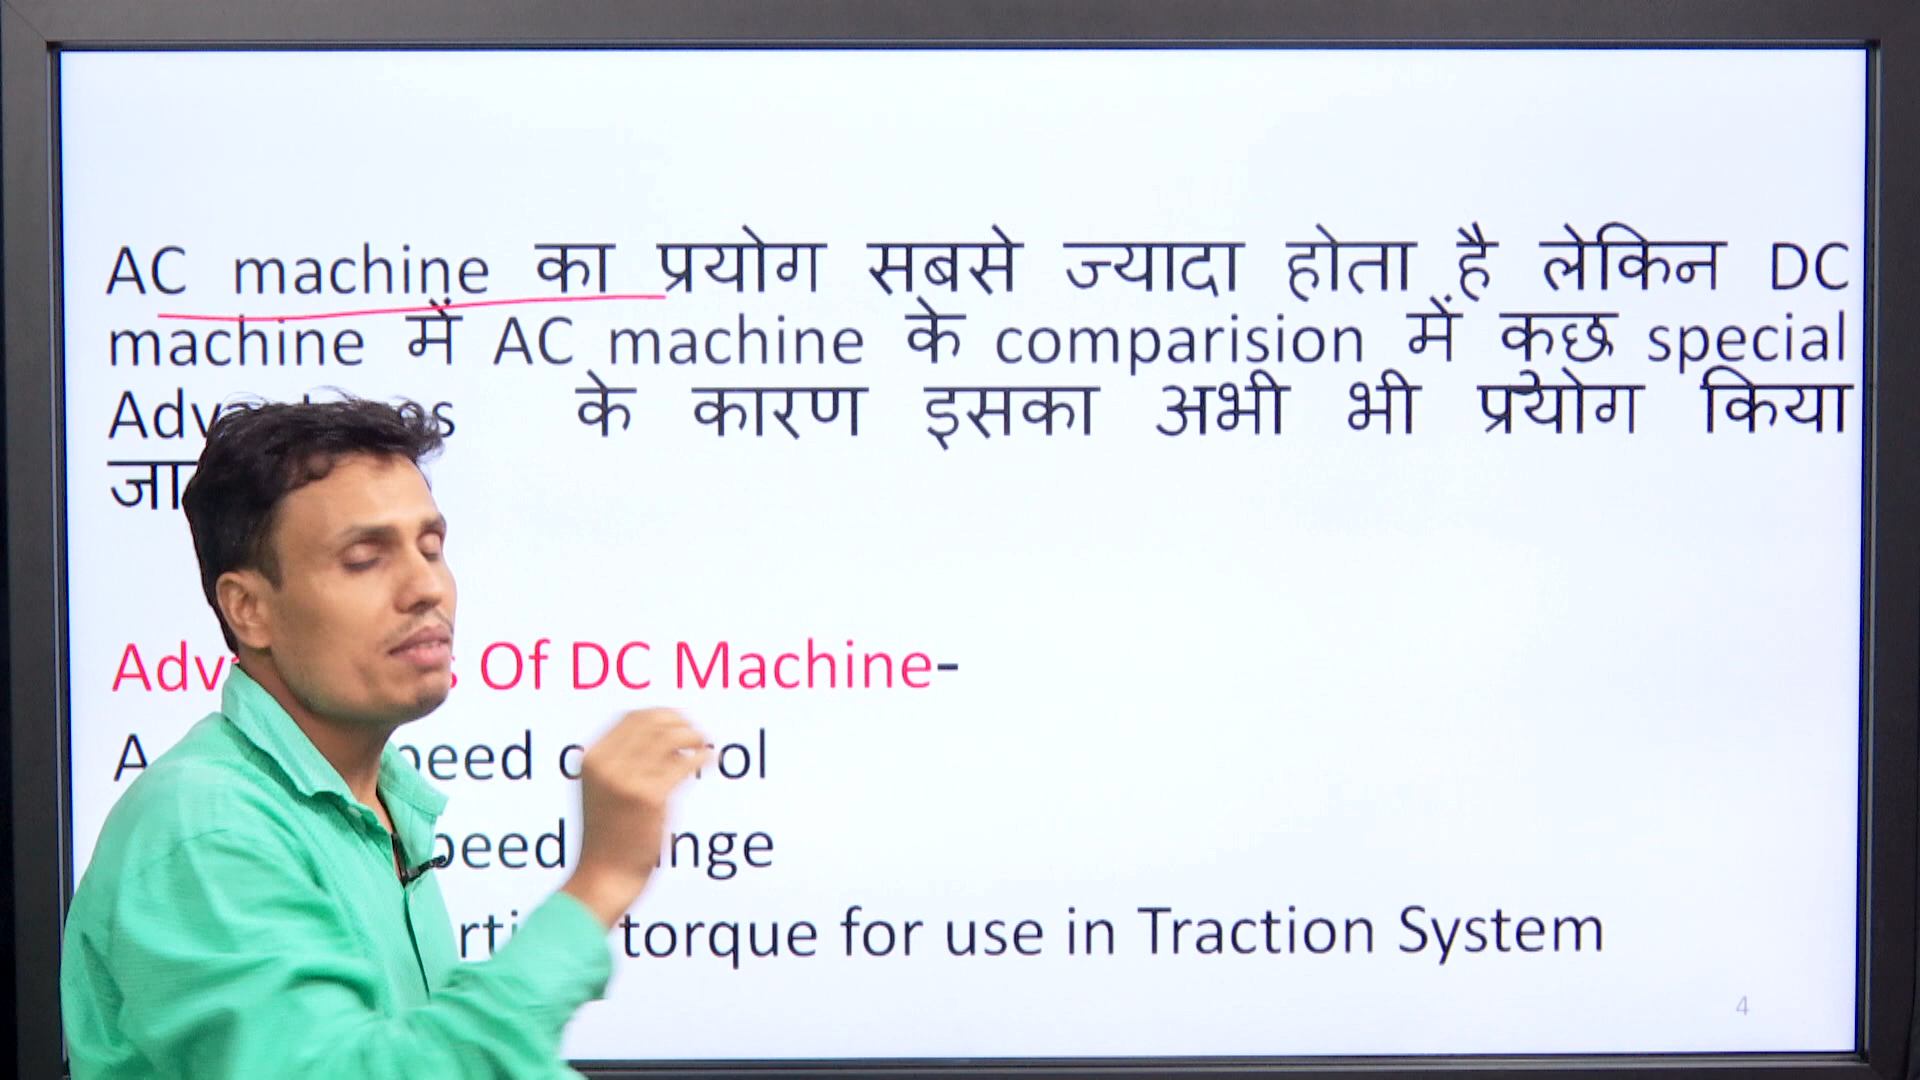 AC machine का प्रयोग सबसे ज्यादा होता है लेकिन DC
machine में AC machine के comparision में कुछ special
के कारण इसका अभी भी प्रयोग किया
Of DC Machine-
torque for use in Traction System
4